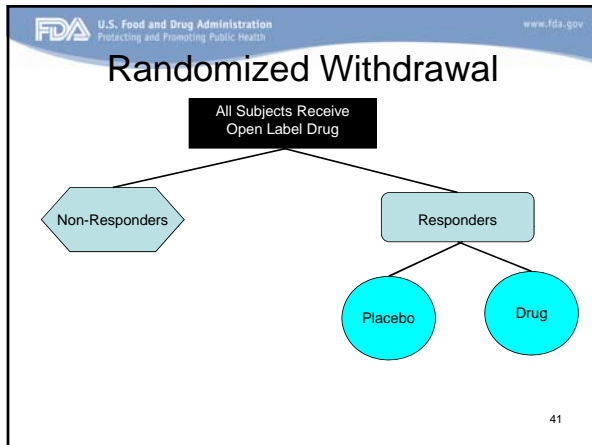 FDA U.S. Food and Drug Administration
Protecting and Promoting Public Health
www.fda.gov
Randomized Withdrawal
All Subjects Receive
Open Label Drug
Non-Responders
Responders
Placebo
Drug
41